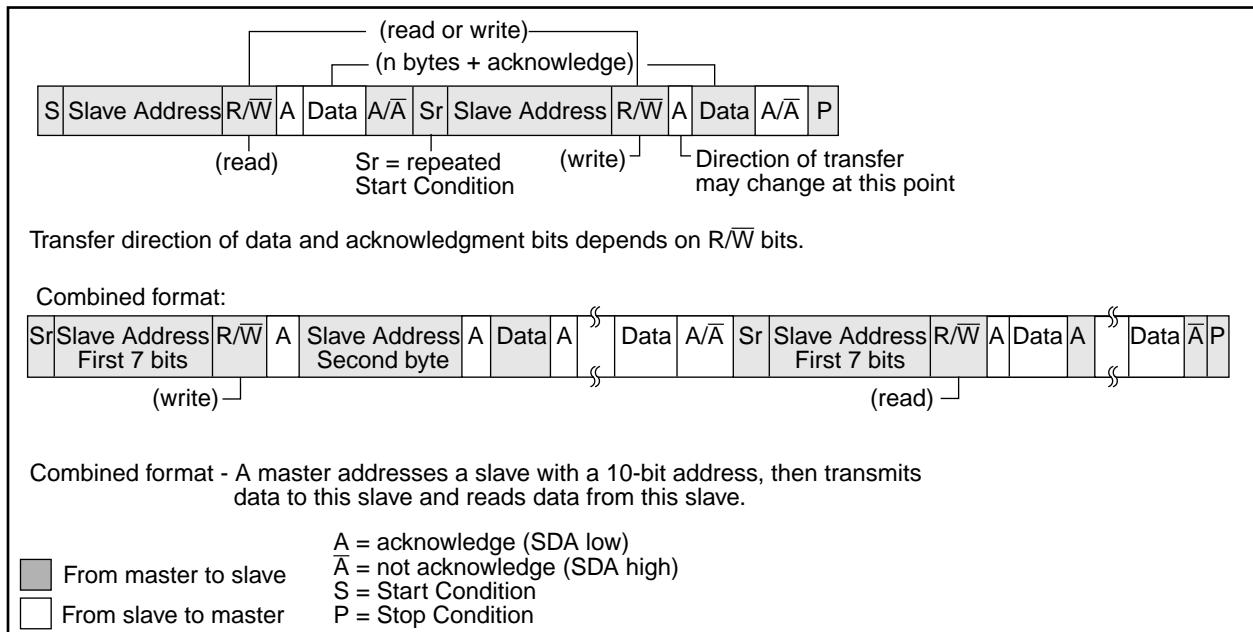 (read or write)
(n bytes + acknowledge)
S Slave Address R/W̅ A Data A/A̅ Sr Slave Address R/W̅ A Data A/A̅ P
(read) Sr = repeated (write) Direction of transfer
Start Condition may change at this point
Transfer direction of data and acknowledgment bits depends on R/W̅ bits.
Combined format:
Sr Slave Address R/W̅ A Slave Address A Data A Data A/A̅ Sr Slave Address R/W̅ A Data A Data A̅ P
First 7 bits Second byte First 7 bits
(write) (read)
Combined format - A master addresses a slave with a 10-bit address, then transmits
data to this slave and reads data from this slave.
A = acknowledge (SDA low)
A̅ = not acknowledge (SDA high)
From master to slave
S = Start Condition
From slave to master
P = Stop Condition